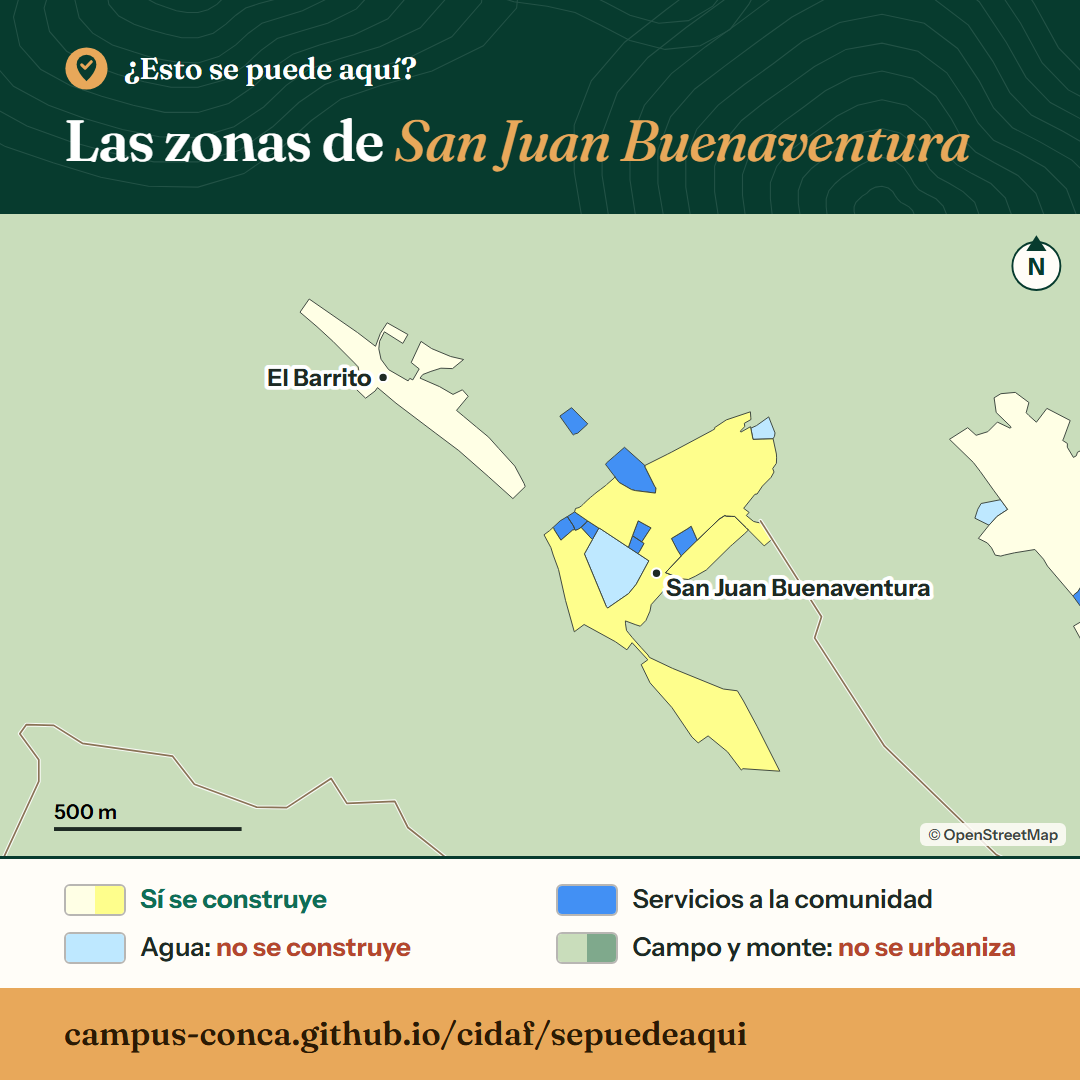 ¿Esto se puede aquí?
Las zonas de San Juan Buenaventura
N
El Barrito
San Juan Buenaventura
500 m
© OpenStreetMap
Sí se construye
Servicios a la comunidad
Agua: no se construye
Campo y monte: no se urbaniza
campus-conca.github.io/cidaf/sepuedeaqui